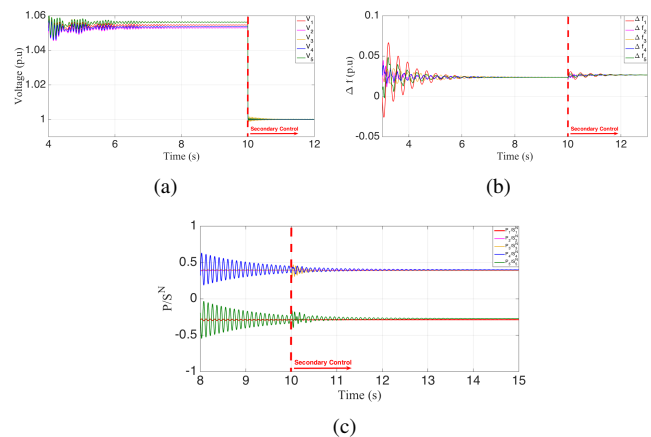 1.06
1.04
1.02
1
Voltage (p.u)
4
6
8
10
12
Time (s)
Secondary Control
V1
V2
V3
V4
V5
(a)
0.1
0.05
0
-0.05
Δ f (p.u)
4
6
8
10
12
Time (s)
Secondary Control
Δ f1
Δ f2
Δ f3
Δ f4
Δ f5
(b)
1
0.5
0
-0.5
-1
P/S^N
8
9
10
11
12
13
14
15
Time (s)
Secondary Control
(c)